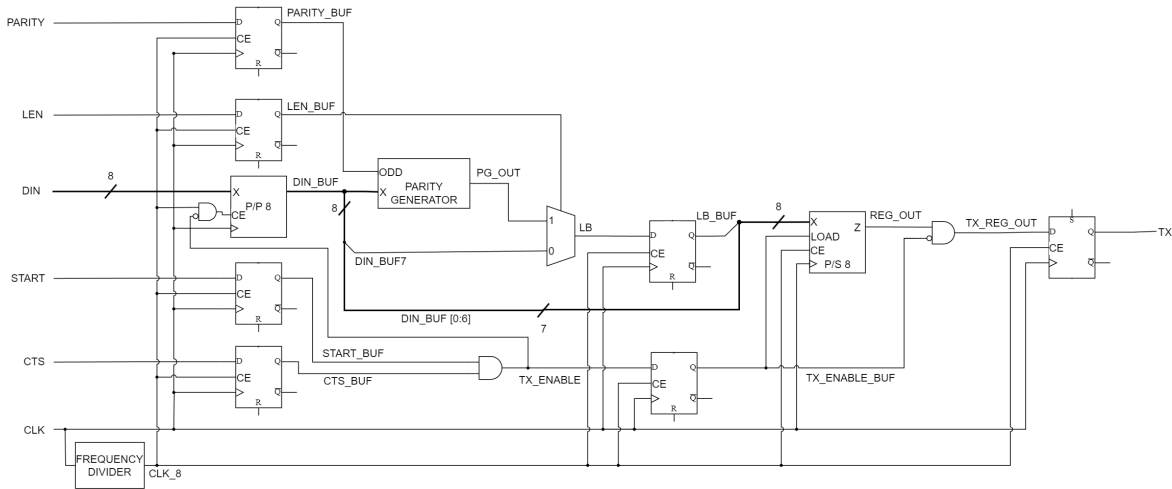 PARITY
D Q
CE
Q
R
PARITY_BUF
LEN
D Q
CE
Q
R
LEN_BUF
DIN
8
X
P/P 8
CE
DIN_BUF
8
ODD
X
PARITY
GENERATOR
PG_OUT
1
0
LB
DIN_BUF7
D Q
CE
Q
R
LB_BUF
8
X
Z
LOAD
CE
P/S 8
REG_OUT
TX_REG_OUT
S
D Q
CE
Q
TX
START
D Q
CE
Q
R
START_BUF
DIN_BUF [0:6]
7
CTS
D Q
CE
Q
R
CTS_BUF
TX_ENABLE
D Q
CE
Q
R
TX_ENABLE_BUF
CLK
FREQUENCY
DIVIDER
CLK_8